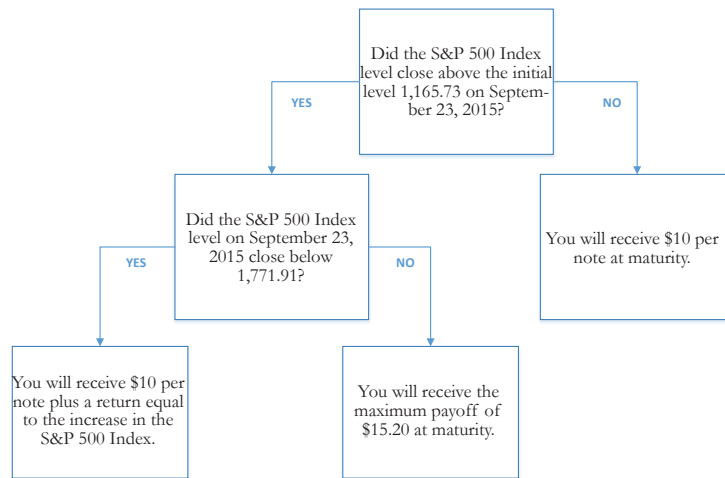 Did the S&P 500 Index
level close above the initial
level 1,165.73 on Septem-
ber 23, 2015?
YES
NO
Did the S&P 500 Index
level on September 23,
2015 close below
1,771.91?
You will receive $10 per
note at maturity.
YES
NO
You will receive $10 per
note plus a return equal
to the increase in the
S&P 500 Index.
You will receive the
maximum payoff of
$15.20 at maturity.